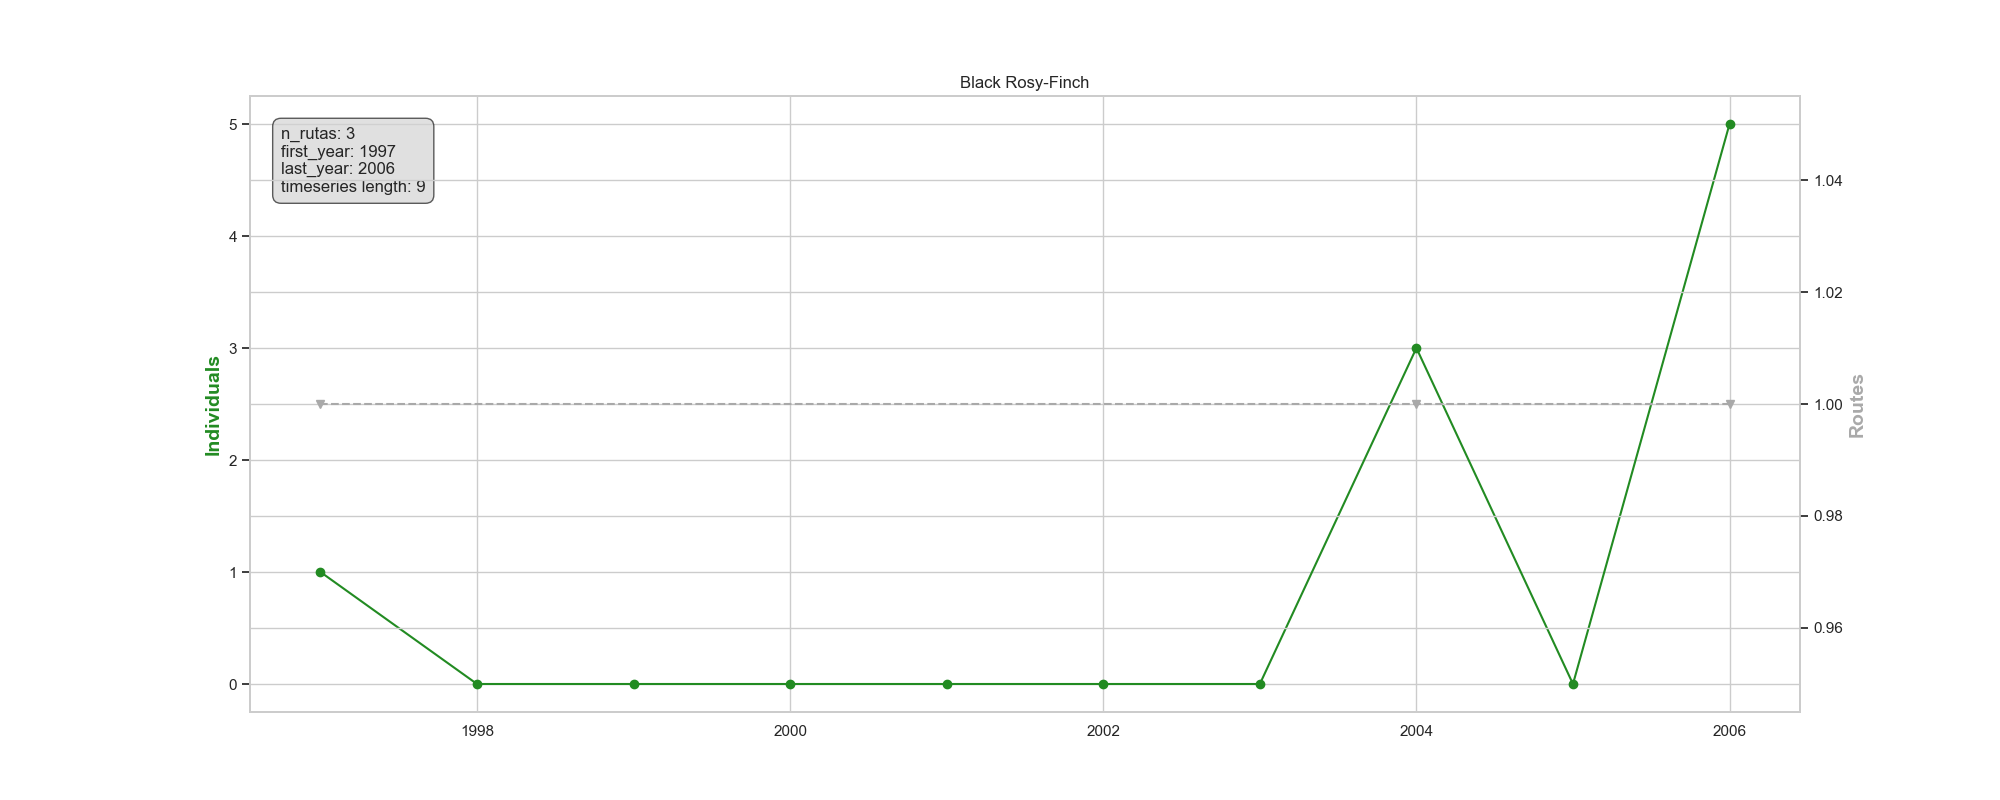 Black Rosy-Finch
n_rutas: 3
first_year: 1997
last_year: 2006
timeseries length: 9
5
4
3
2
1
0
Individuals
1.04
1.02
1.00
0.98
0.96
Routes
1998
2000
2002
2004
2006